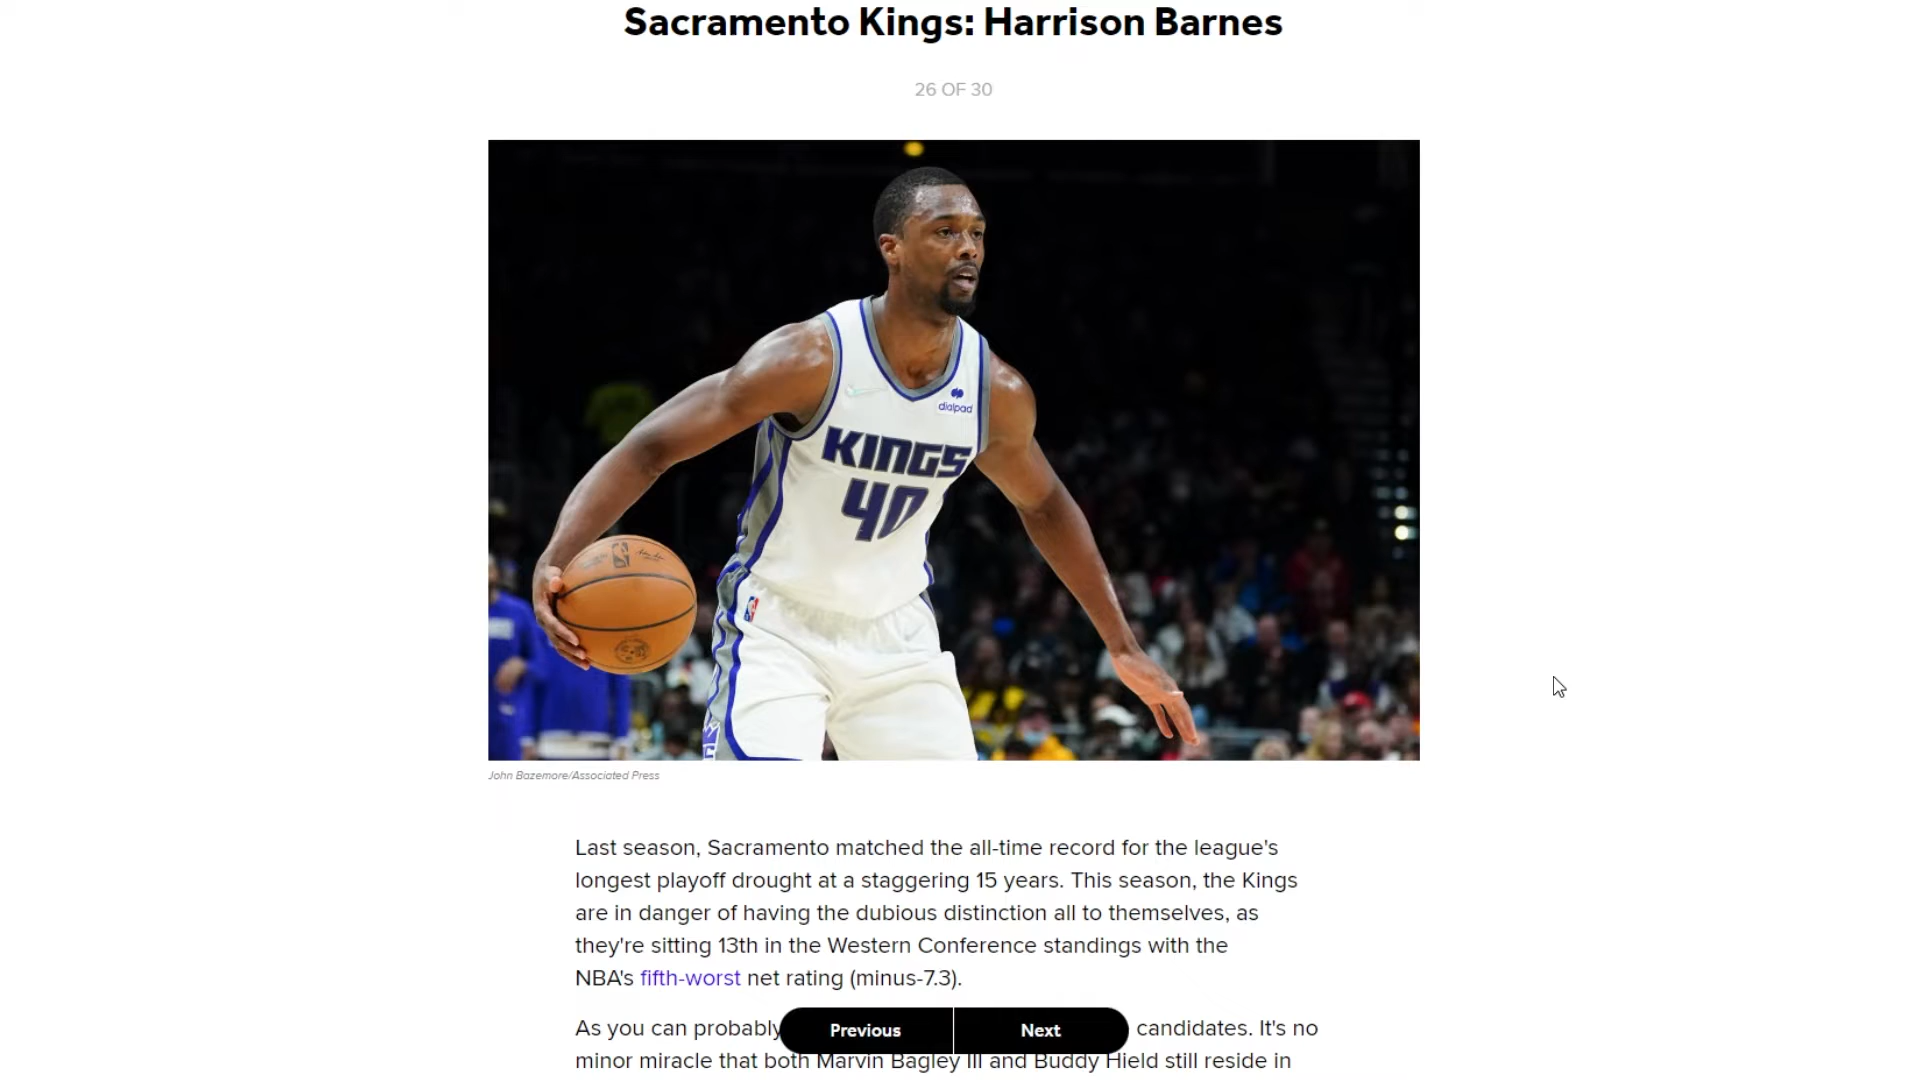 Sacramento Kings: Harrison Barnes
26 OF 30
dialpad
KINGS
40
John Bazemore/Associated Press
Last season, Sacramento matched the all-time record for the league's
longest playoff drought at a staggering 15 years. This season, the Kings
are in danger of having the dubious distinction all to themselves, as
they're sitting 13th in the Western Conference standings with the
NBA's fifth-worst net rating (minus-7.3).
As you can probably candidates. It's no
Previous Next
minor miracle that both Marvin Bagley III and Buddy Hield still reside in